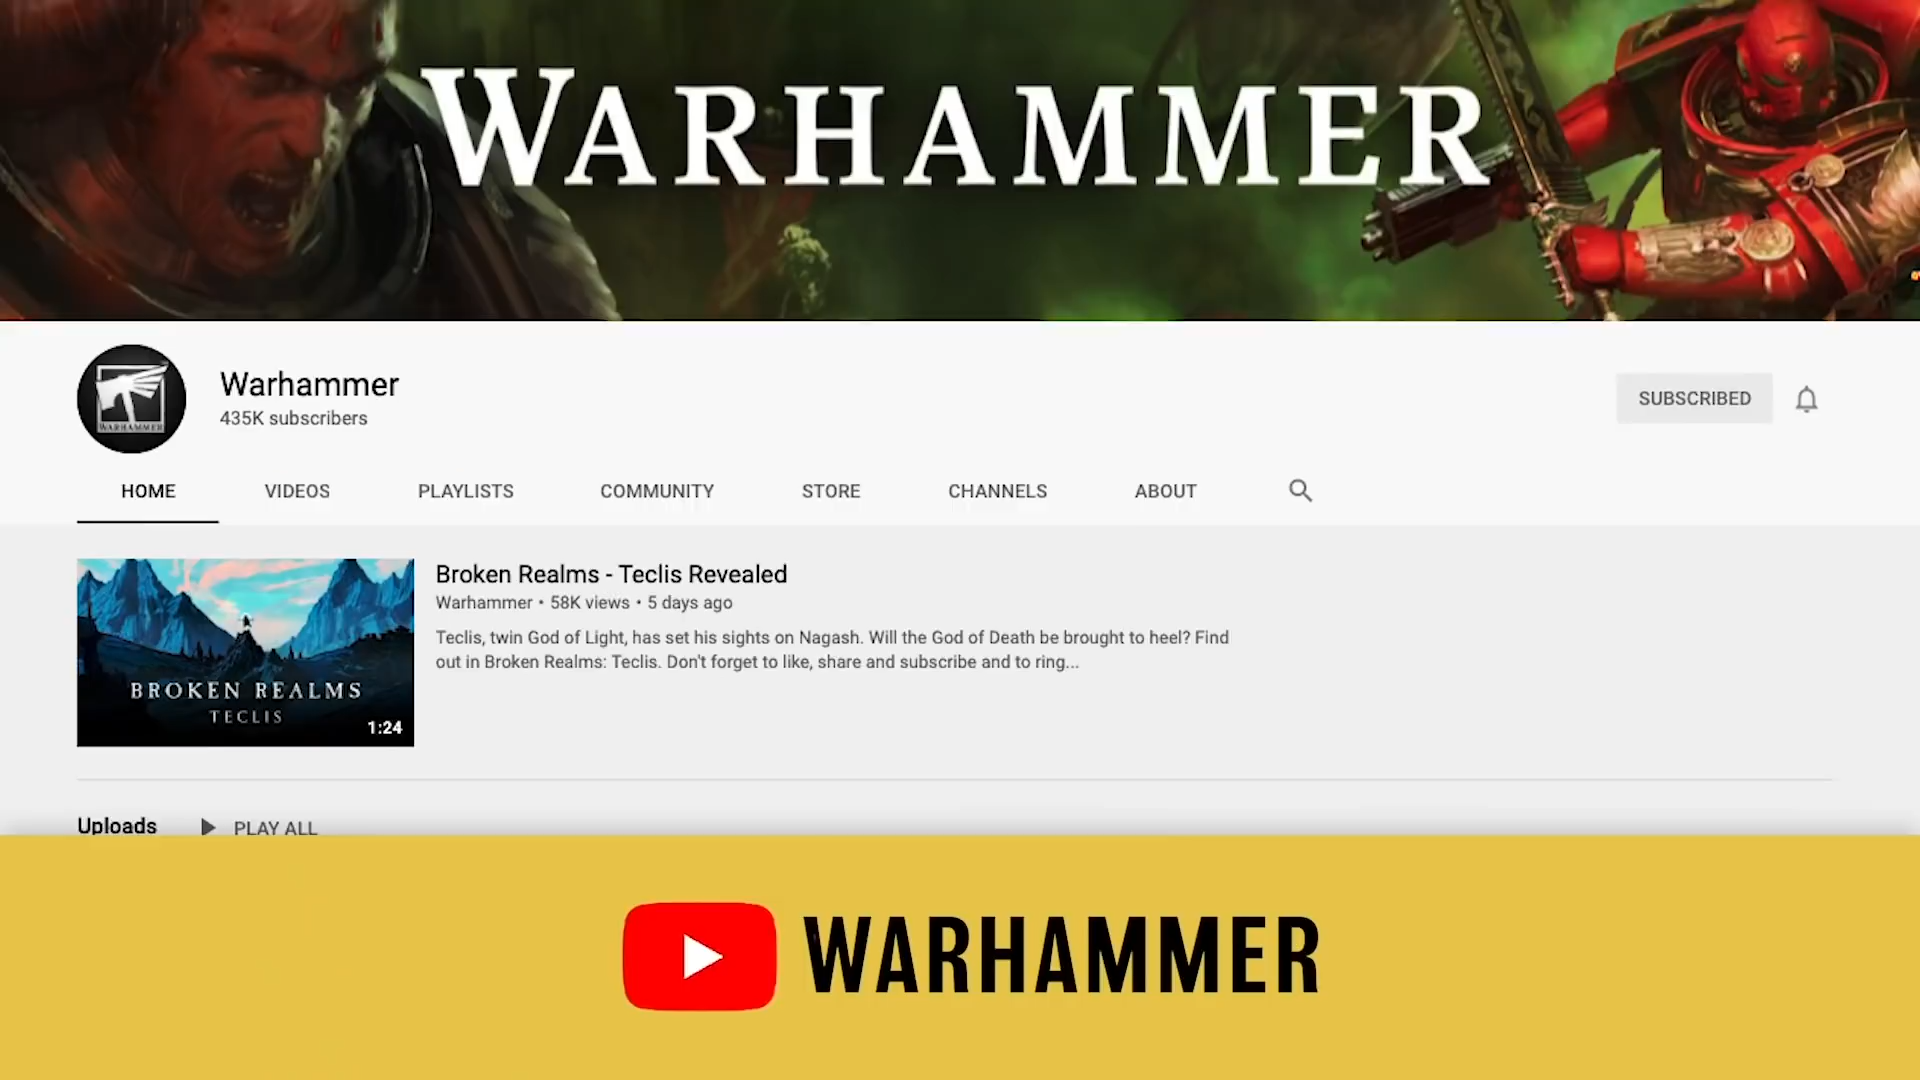 WARHAMMER
WARHAMMER
Warhammer
435K subscribers
SUBSCRIBED
HOME VIDEOS PLAYLISTS COMMUNITY STORE CHANNELS ABOUT
BROKEN REALMS
TECLIS
1:24
Broken Realms - Teclis Revealed
Warhammer • 58K views • 5 days ago
Teclis, twin God of Light, has set his sights on Nagash. Will the God of Death be brought to heel? Find
out in Broken Realms: Teclis. Don't forget to like, share and subscribe and to ring...
Uploads PLAY ALL
WARHAMMER